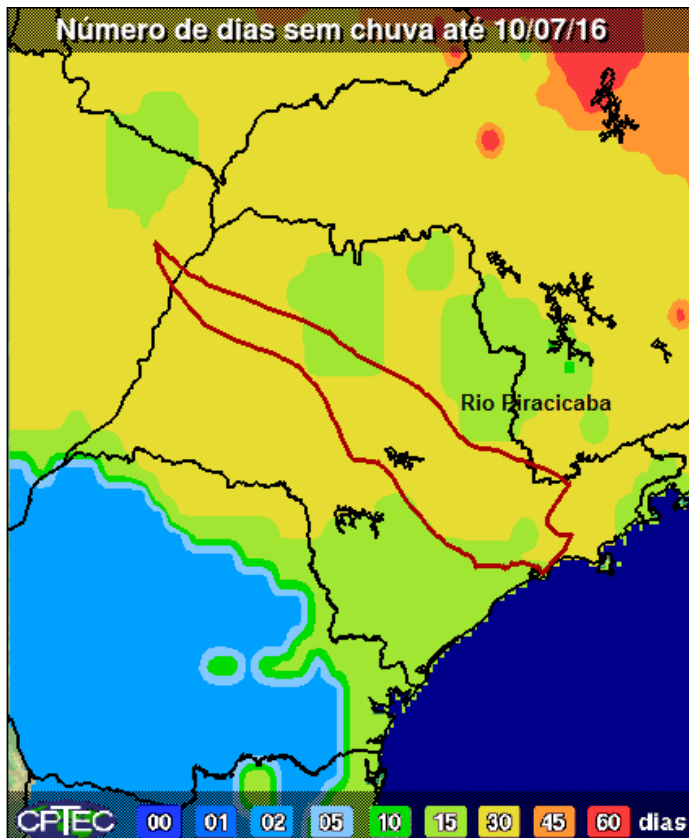 Número de dias sem chuva até 10/07/16
Rio Piracicaba
CPTEC 00 01 02 05 10 15 30 45 60 dias